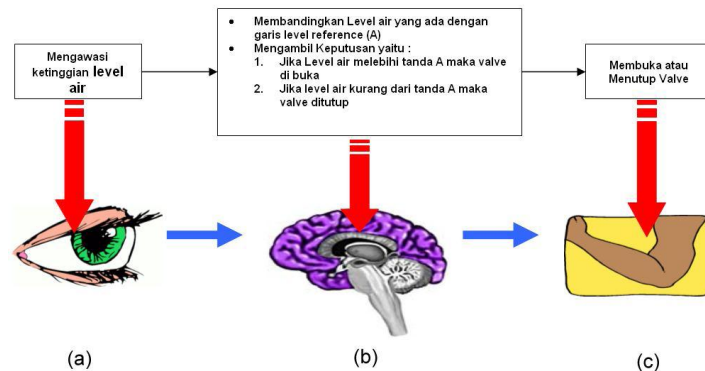 Mengawasi
ketinggian level
air
• Membandingkan Level air yang ada dengan
garis level reference (A)
• Mengambil Keputusan yaitu :
1. Jika Level air melebihi tanda A maka valve
di buka
2. Jika level air kurang dari tanda A maka
valve ditutup
Membuka atau
Menutup Valve
(a)
(b)
(c)